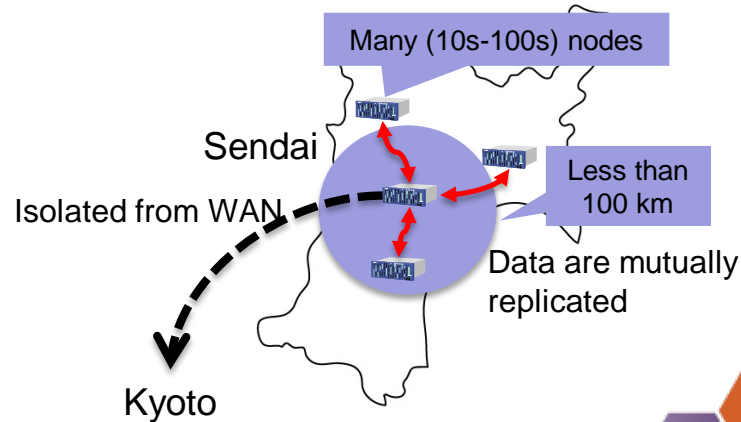 Many (10s-100s) nodes
Sendai
Less than
100 km
Isolated from WAN
Data are mutually
replicated
Kyoto